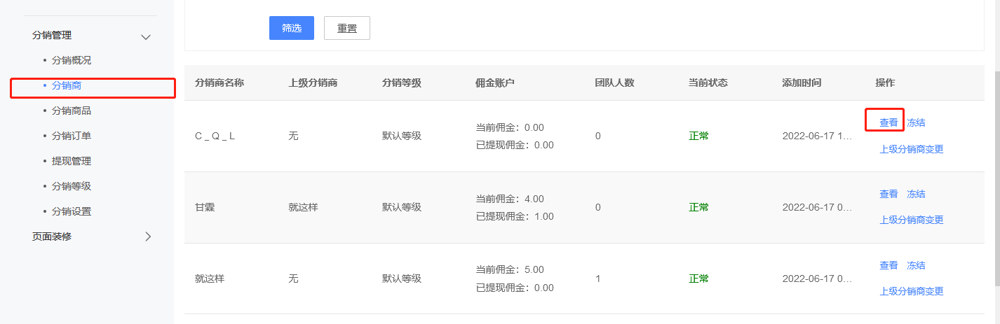 分销管理
分销概况
分销商
分销商品
分销订单
提现管理
分销等级
分销设置
页面装修
筛选 重置
分销商名称 上级分销商 分销等级 佣金账户 团队人数 当前状态 添加时间 操作
C _ Q _ L 无 默认等级 当前佣金：0.00 0 正常 2022-06-17 1... 查看 冻结
已提现佣金：0.00 上级分销商变更
甘霖 就这样 默认等级 当前佣金：4.00 0 正常 2022-06-17 0... 查看 冻结
已提现佣金：1.00 上级分销商变更
就这样 无 默认等级 当前佣金：5.00 1 正常 2022-06-17 0... 查看 冻结
已提现佣金：0.00 上级分销商变更